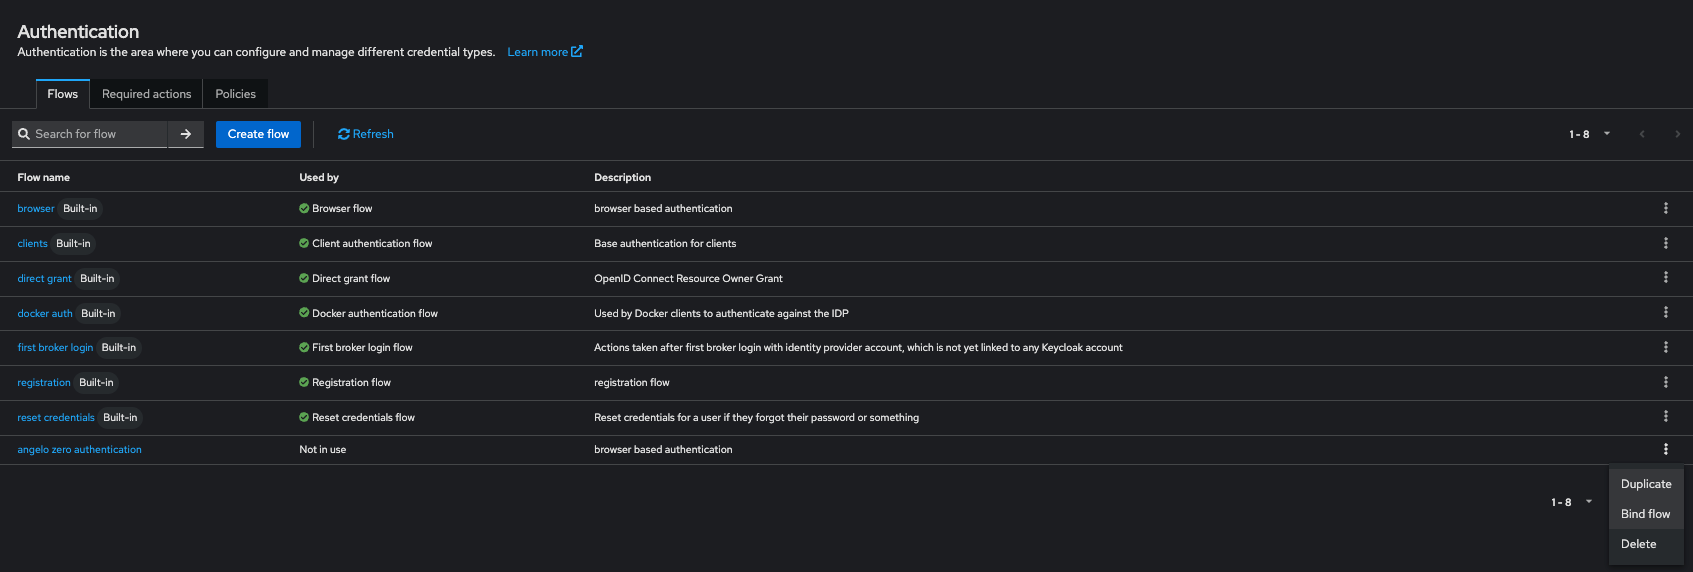 Authentication
Authentication is the area where you can configure and manage different credential types. Learn more
Flows Required actions Policies
Search for flow Create flow Refresh 1 - 8
Flow name Used by Description
browser Built-in Browser flow browser based authentication
clients Built-in Client authentication flow Base authentication for clients
direct grant Built-in Direct grant flow OpenID Connect Resource Owner Grant
docker auth Built-in Docker authentication flow Used by Docker clients to authenticate against the IDP
first broker login Built-in First broker login flow Actions taken after first broker login with identity provider account, which is not yet linked to any Keycloak account
registration Built-in Registration flow registration flow
reset credentials Built-in Reset credentials flow Reset credentials for a user if they forgot their password or something
angelo zero authentication Not in use browser based authentication
Duplicate
1 - 8
Bind flow
Delete